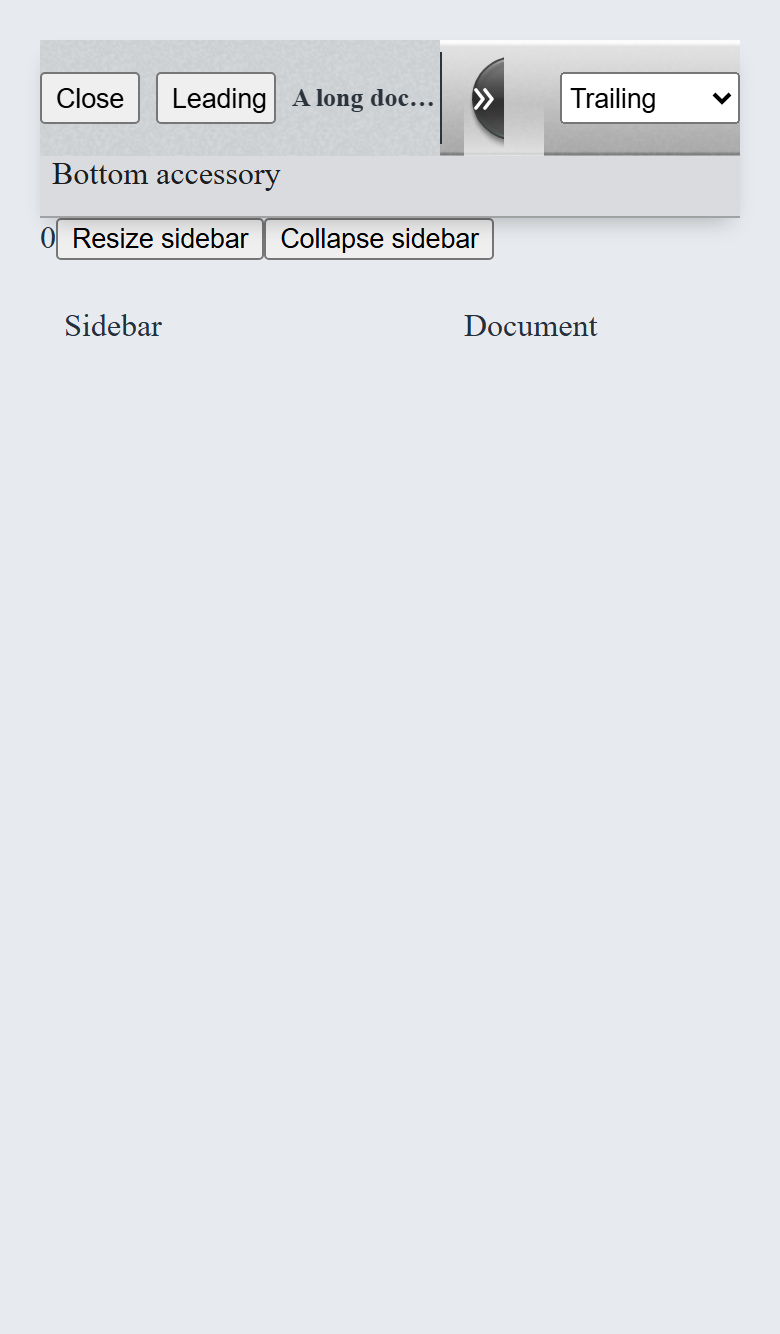 Close Leading A long doc… » Trailing
Bottom accessory
0 Resize sidebar Collapse sidebar
Sidebar Document